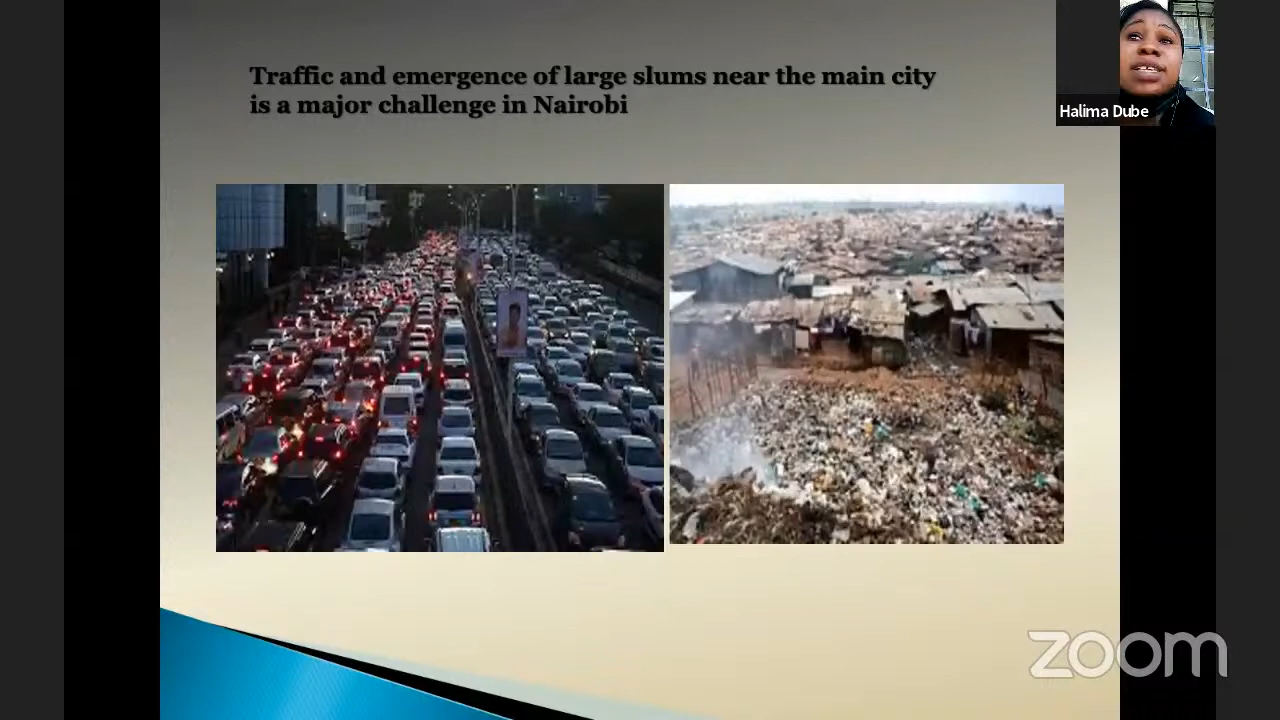 Traffic and emergence of large slums near the main city
is a major challenge in Nairobi
Halima Dube
zoom